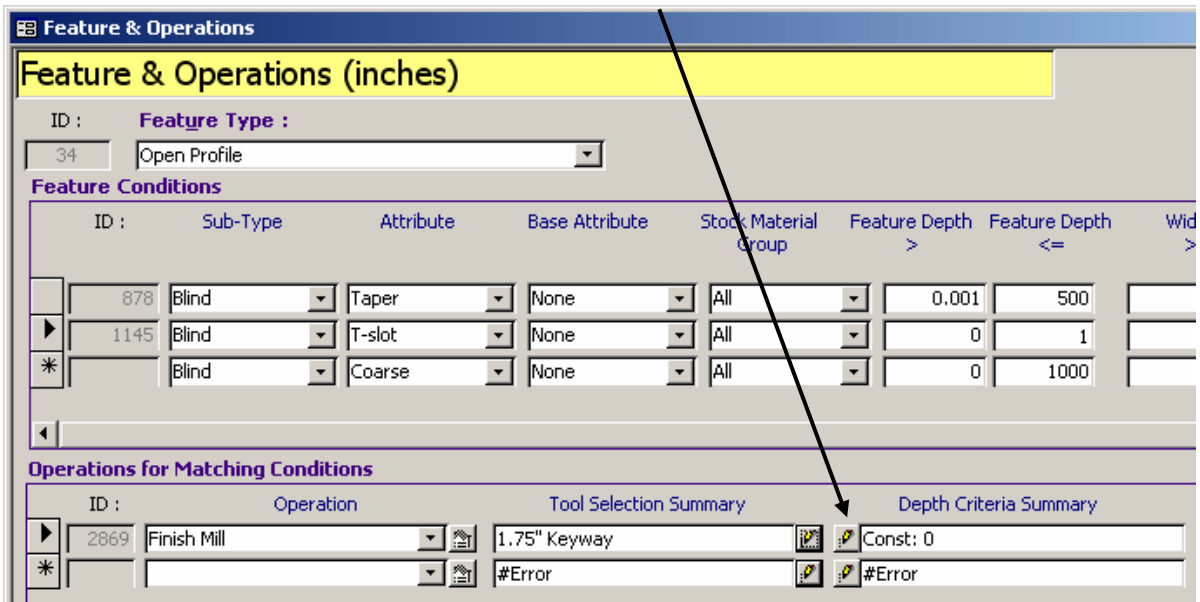 Feature & Operations
Feature & Operations (inches)
ID : Feature Type :
34 Open Profile
Feature Conditions
ID : Sub-Type Attribute Base Attribute Stock Material Group Feature Depth > Feature Depth <= Wid >
878 Blind Taper None All 0.001 500
1145 Blind T-slot None All 0 1
* Blind Coarse None All 0 1000
Operations for Matching Conditions
ID : Operation Tool Selection Summary Depth Criteria Summary
2869 Finish Mill 1.75" Keyway Const: 0
* #Error #Error